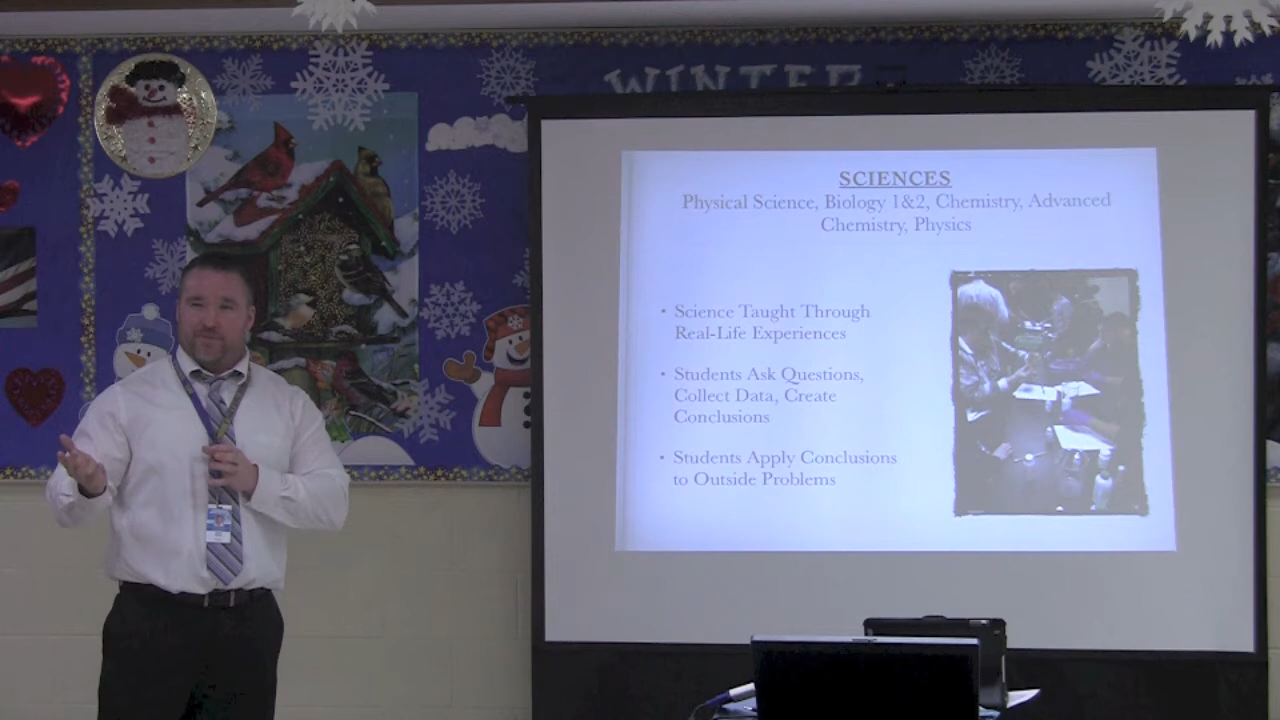 WINTER
SCIENCES
Physical Science, Biology 1&2, Chemistry, Advanced
Chemistry, Physics
• Science Taught Through
Real-Life Experiences
• Students Ask Questions,
Collect Data, Create
Conclusions
• Students Apply Conclusions
to Outside Problems